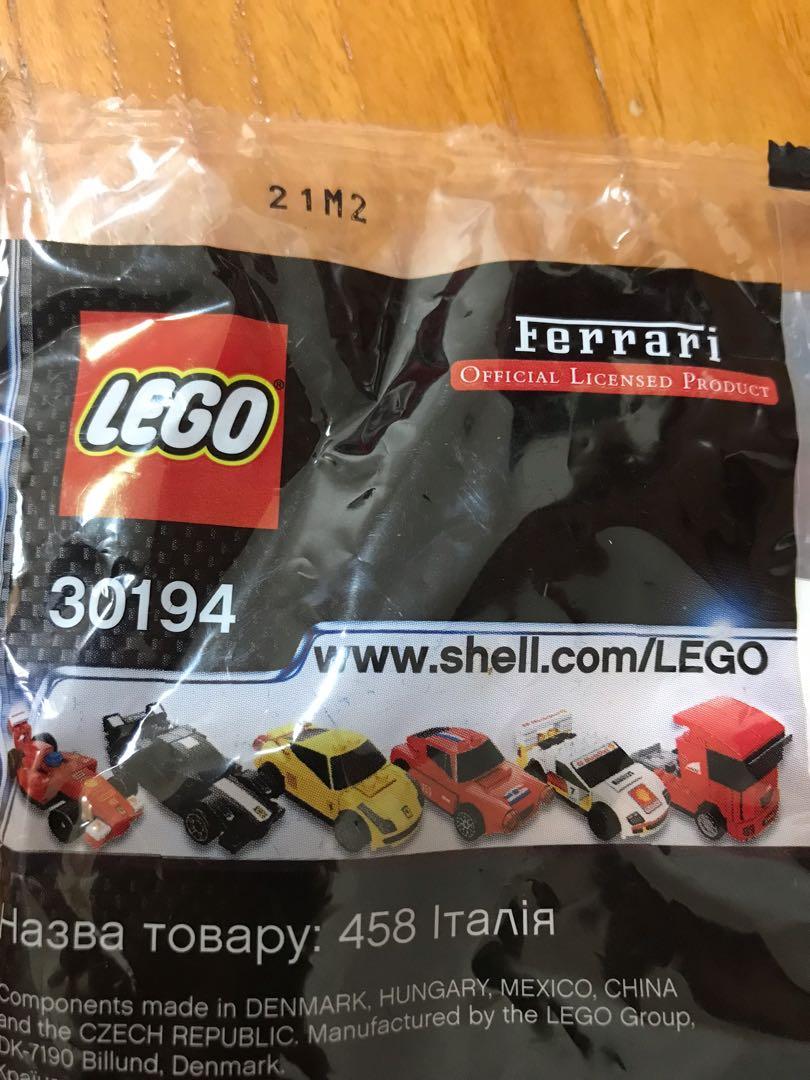 21M2
LEGO®
Ferrari
OFFICIAL LICENSED PRODUCT
30194
www.shell.com/LEGO
Назва товару: 458 Італія
Components made in DENMARK, HUNGARY, MEXICO, CHINA
and the CZECH REPUBLIC. Manufactured by the LEGO Group,
DK-7190 Billund, Denmark.